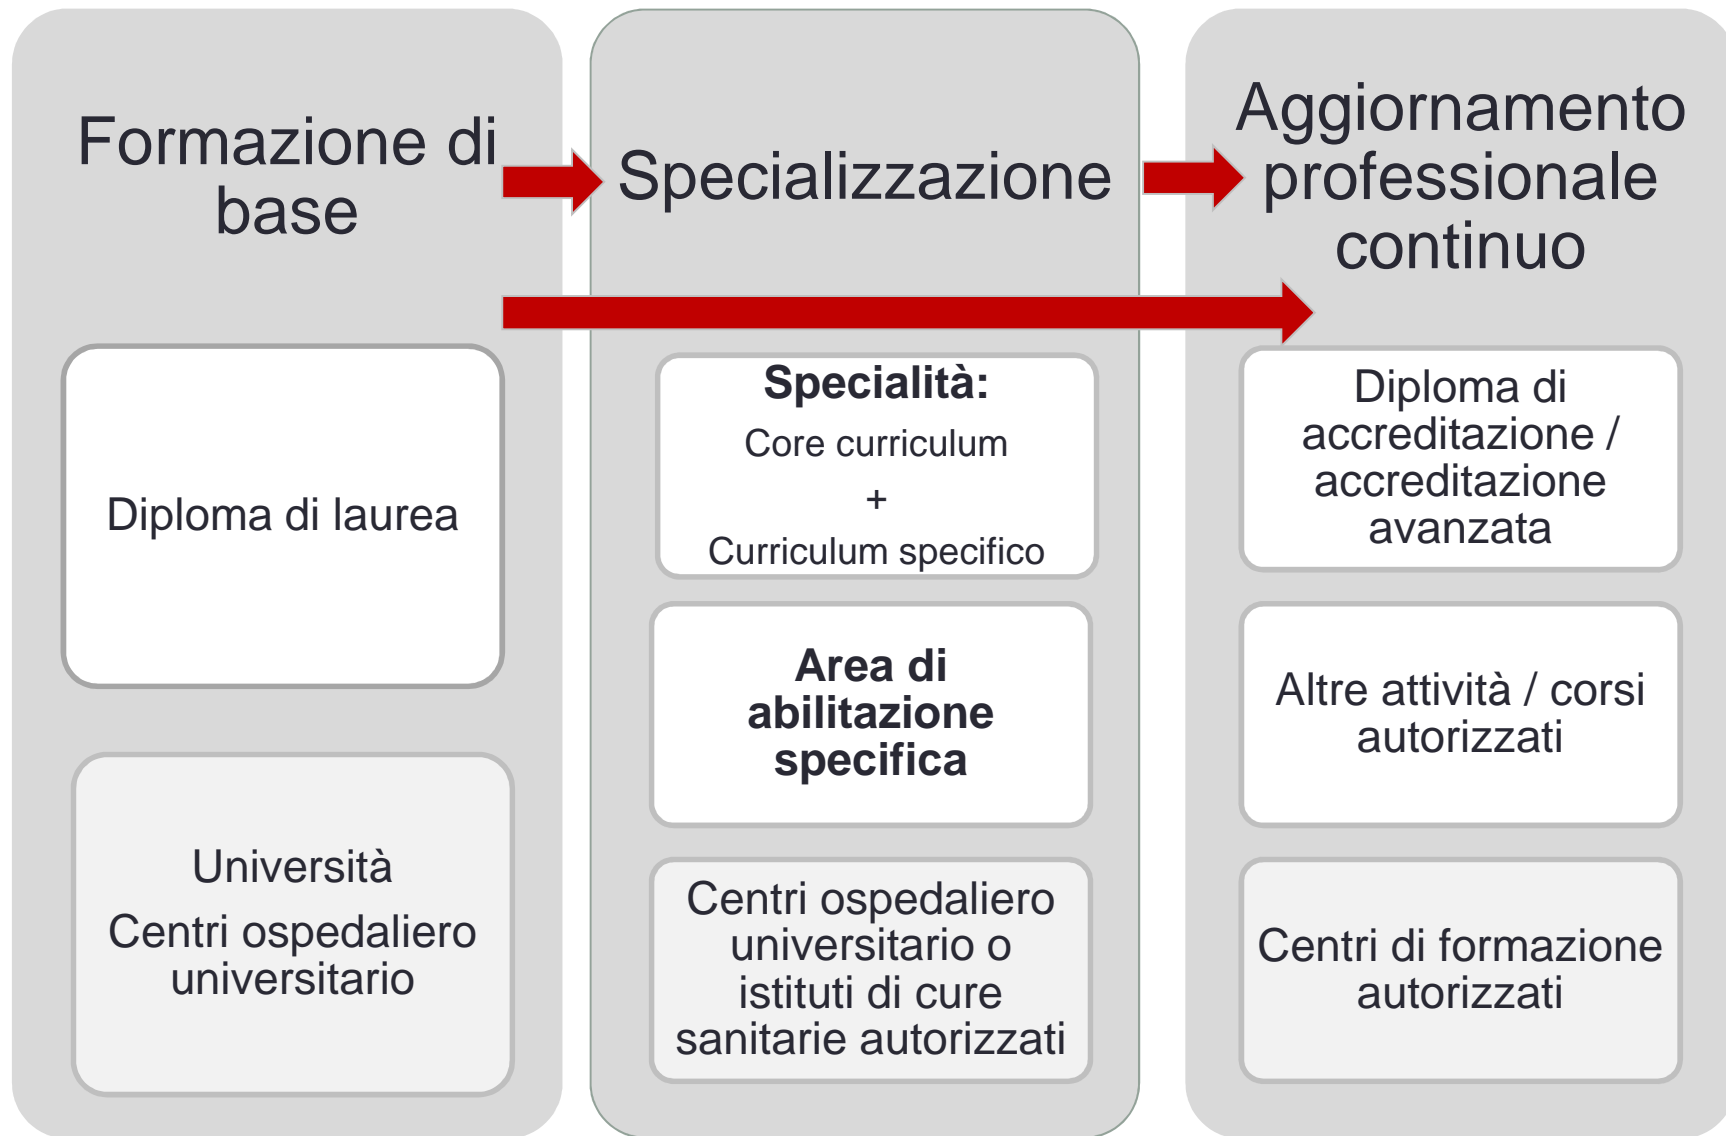 Formazione di
base
Diploma di laurea
Università
Centri ospedaliero
universitario
Specializzazione
Specialità:
Core curriculum
+
Curriculum specifico
Area di
abilitazione
specifica
Centri ospedaliero
universitario o
istituti di cure
sanitarie autorizzati
Aggiornamento
professionale
continuo
Diploma di
accreditazione /
accreditazione
avanzata
Altre attività / corsi
autorizzati
Centri di formazione
autorizzati